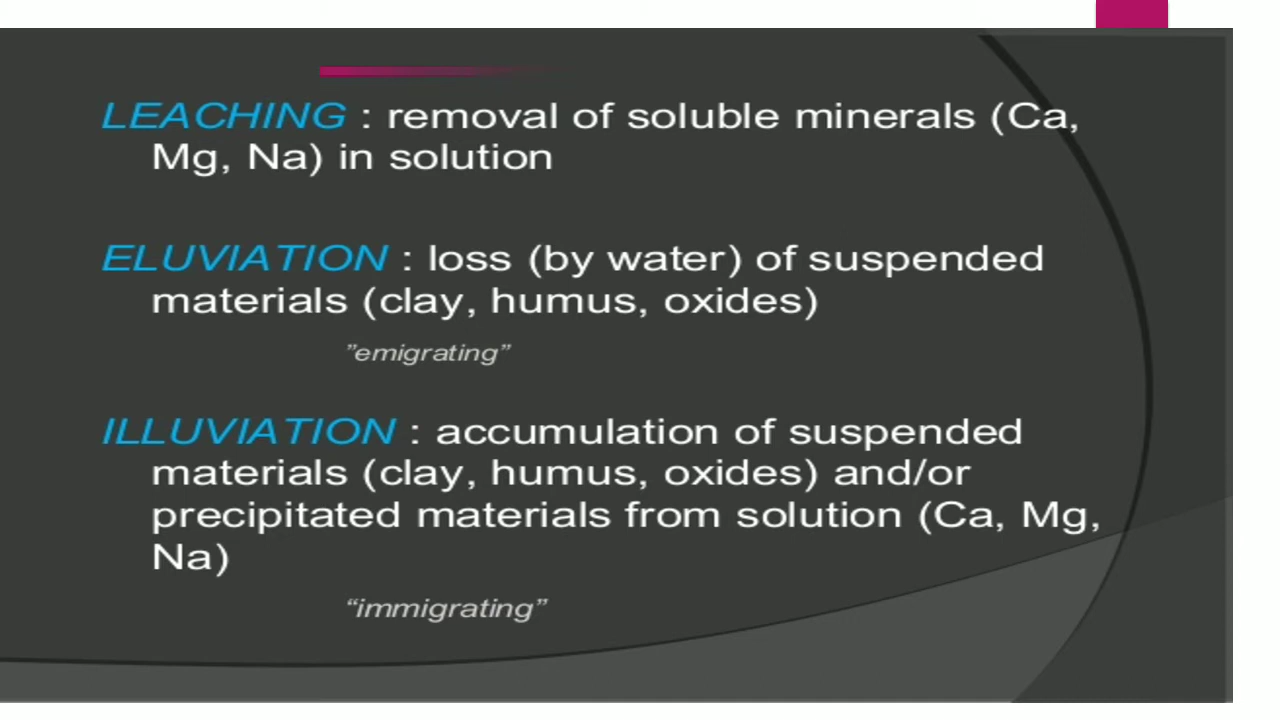 LEACHING : removal of soluble minerals (Ca,
Mg, Na) in solution
ELUVIATION : loss (by water) of suspended
materials (clay, humus, oxides)
”emigrating”
ILLUVIATION : accumulation of suspended
materials (clay, humus, oxides) and/or
precipitated materials from solution (Ca, Mg,
Na)
“immigrating”